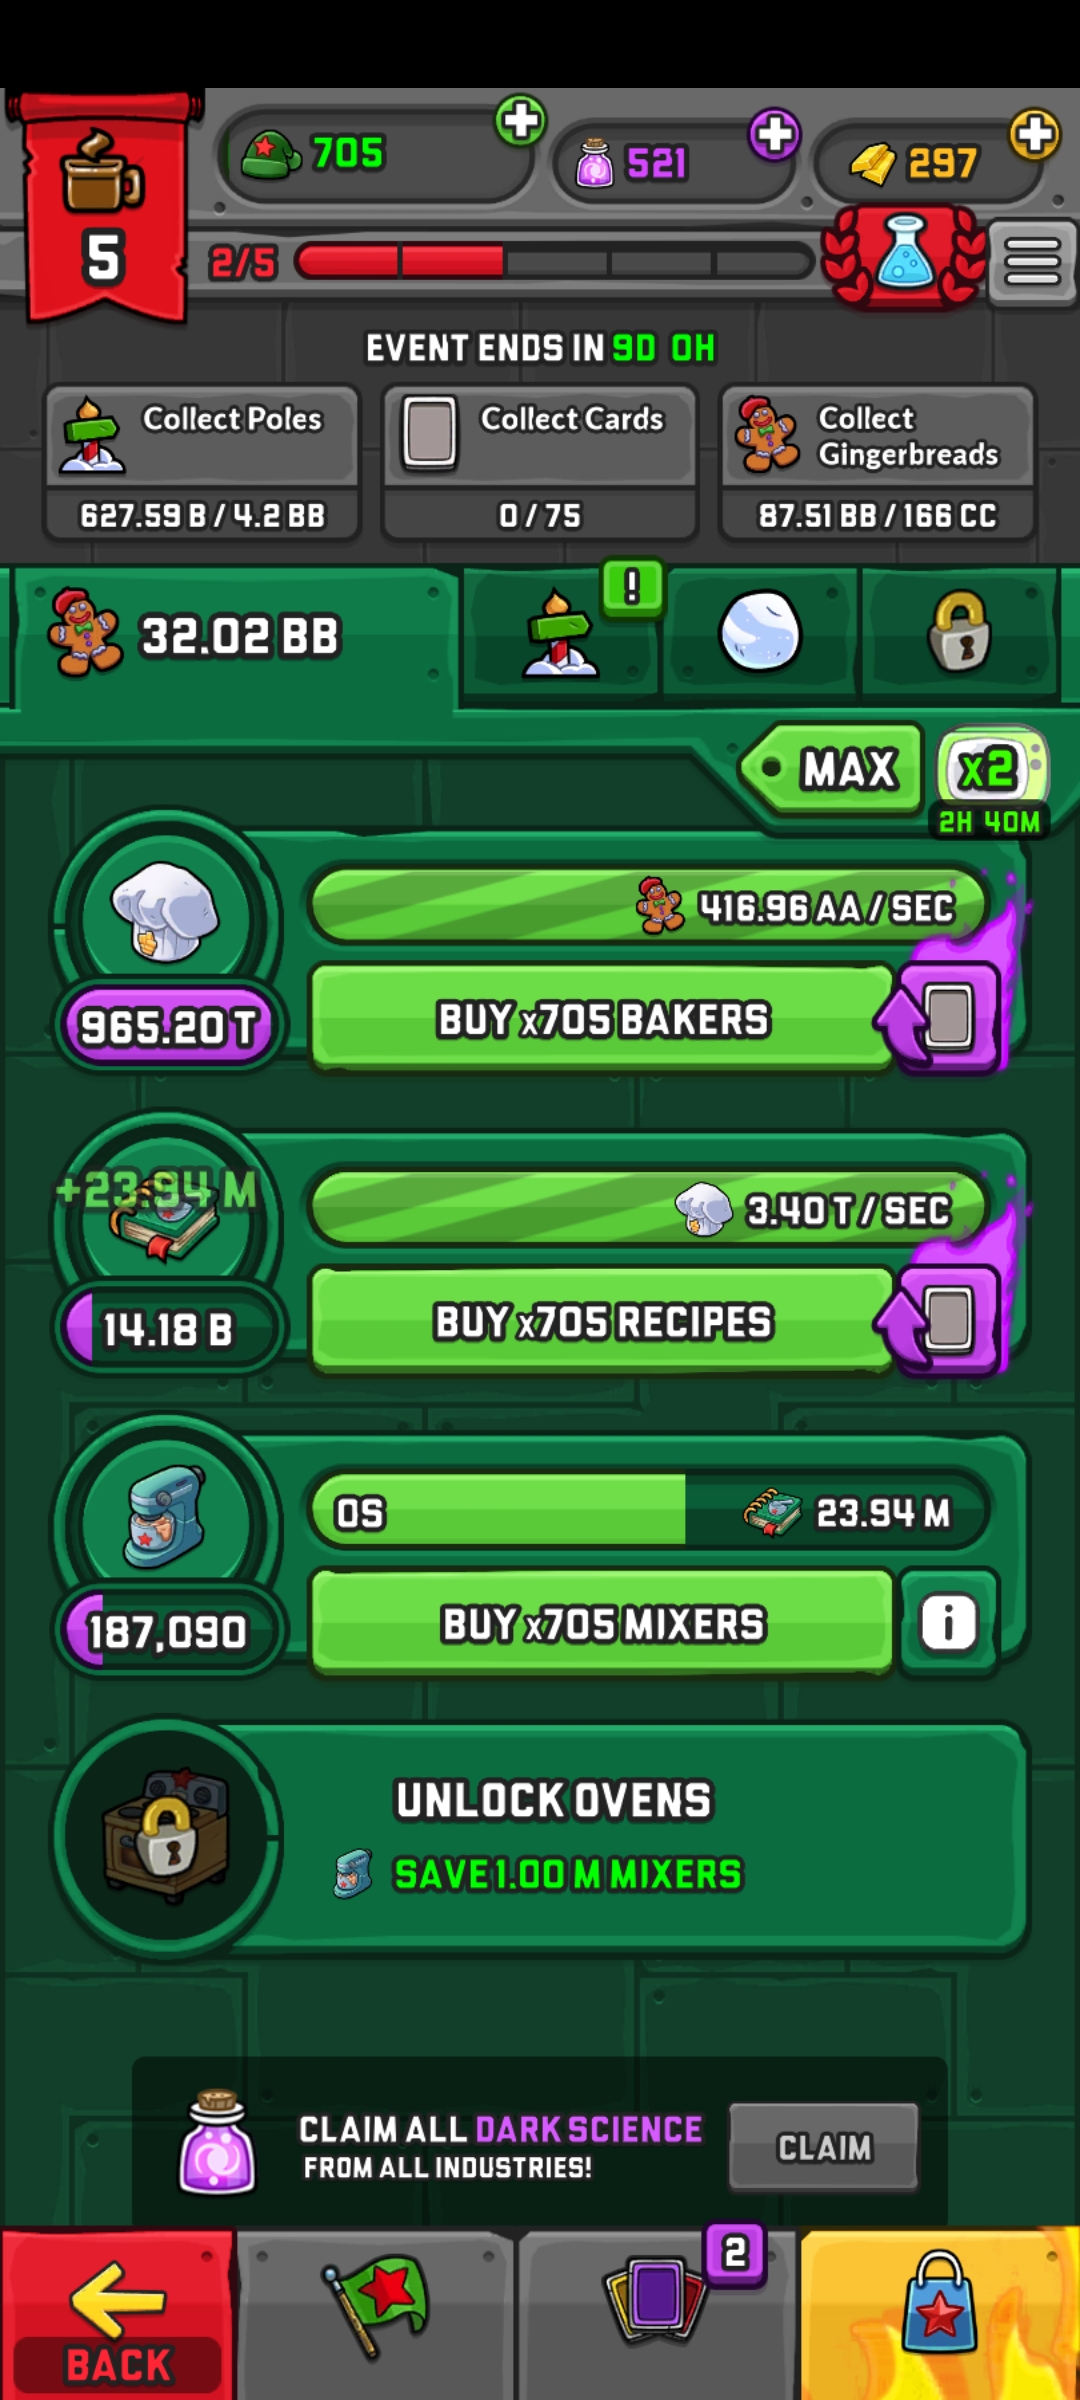 705
521
297
5
2/5
EVENT ENDS IN 9D 0H
Collect Poles
627.59 B / 4.2 BB
Collect Cards
0 / 75
Collect
Gingerbreads
87.51 BB / 166 CC
32.02 BB
!
MAX
x2
2H 40M
416.96 AA / SEC
965.20 T
BUY x705 BAKERS
+23.94 M
3.40 T / SEC
14.18 B
BUY x705 RECIPES
0S
23.94 M
187,090
BUY x705 MIXERS
i
UNLOCK OVENS
SAVE 1.00 M MIXERS
CLAIM ALL DARK SCIENCE
FROM ALL INDUSTRIES!
CLAIM
2
BACK